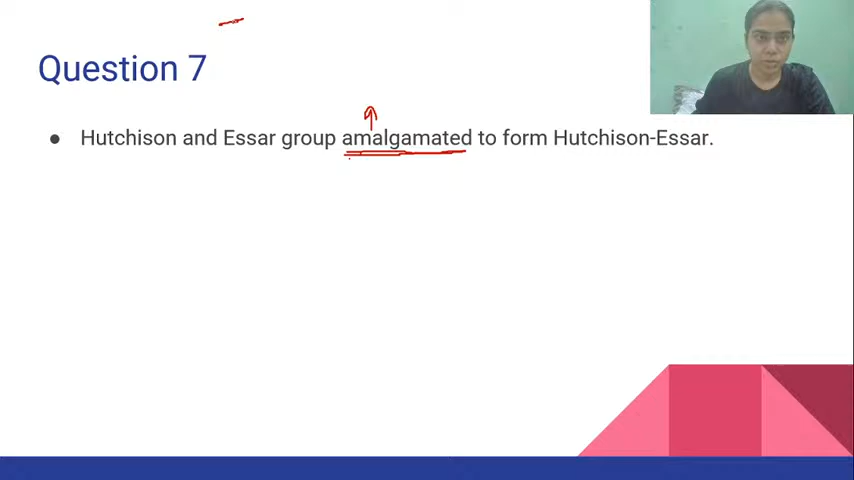 Question 7
● Hutchison and Essar group amalgamated to form Hutchison-Essar.